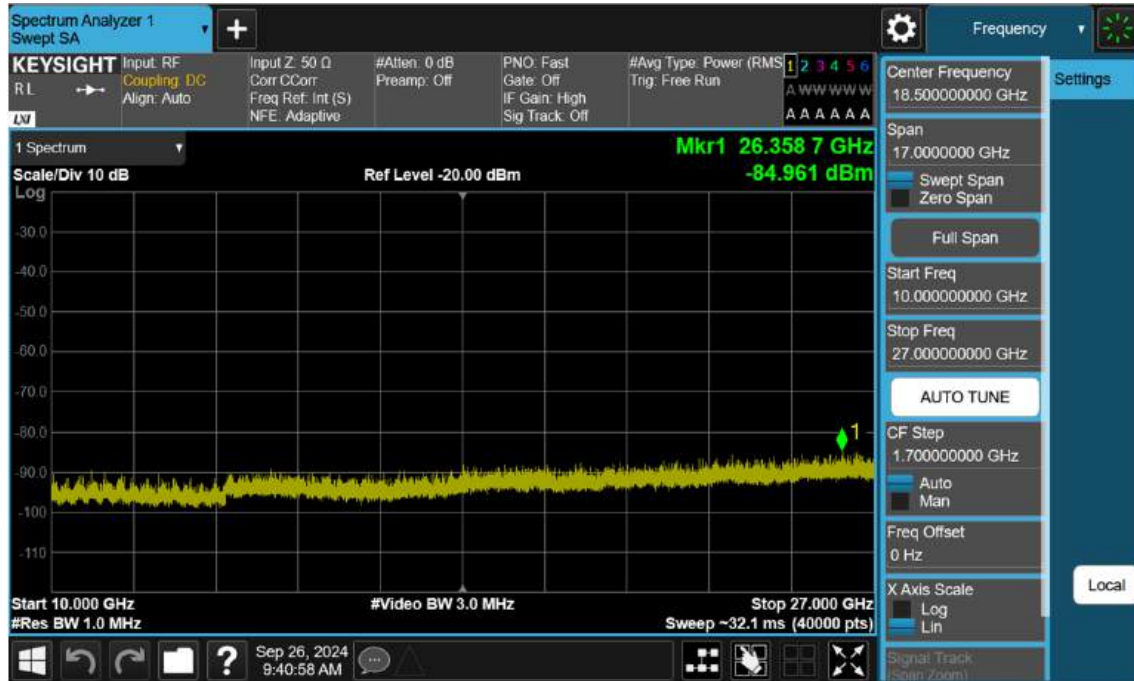 Spectrum Analyzer 1
Swept SA
+
Frequency
KEYSIGHT
RL
LXI
Input: RF
Coupling: DC
Align: Auto
Input Z: 50 Ω
Corr CCorr
Freq Ref: Int (S)
NFE: Adaptive
#Atten: 0 dB
Preamp: Off
PNO: Fast
Gate: Off
IF Gain: High
Sig Track: Off
#Avg Type: Power (RMS
Trig: Free Run
1 2 3 4 5 6
A W W W W W
A A A A A A
Center Frequency
18.500000000 GHz
Settings
1 Spectrum
Mkr1 26.358 7 GHz
-84.961 dBm
Scale/Div 10 dB
Ref Level -20.00 dBm
Log
-30.0
-40.0
-50.0
-60.0
-70.0
-80.0
-90.0
-100
-110
1
Start 10.000 GHz
#Video BW 3.0 MHz
Stop 27.000 GHz
#Res BW 1.0 MHz
Sweep ~32.1 ms (40000 pts)
Span
17.0000000 GHz
Swept Span
Zero Span
Full Span
Start Freq
10.000000000 GHz
Stop Freq
27.000000000 GHz
AUTO TUNE
CF Step
1.700000000 GHz
Auto
Man
Freq Offset
0 Hz
X Axis Scale
Log
Lin
Local
Signal Track
(Span Zoom)
?
Sep 26, 2024
9:40:58 AM